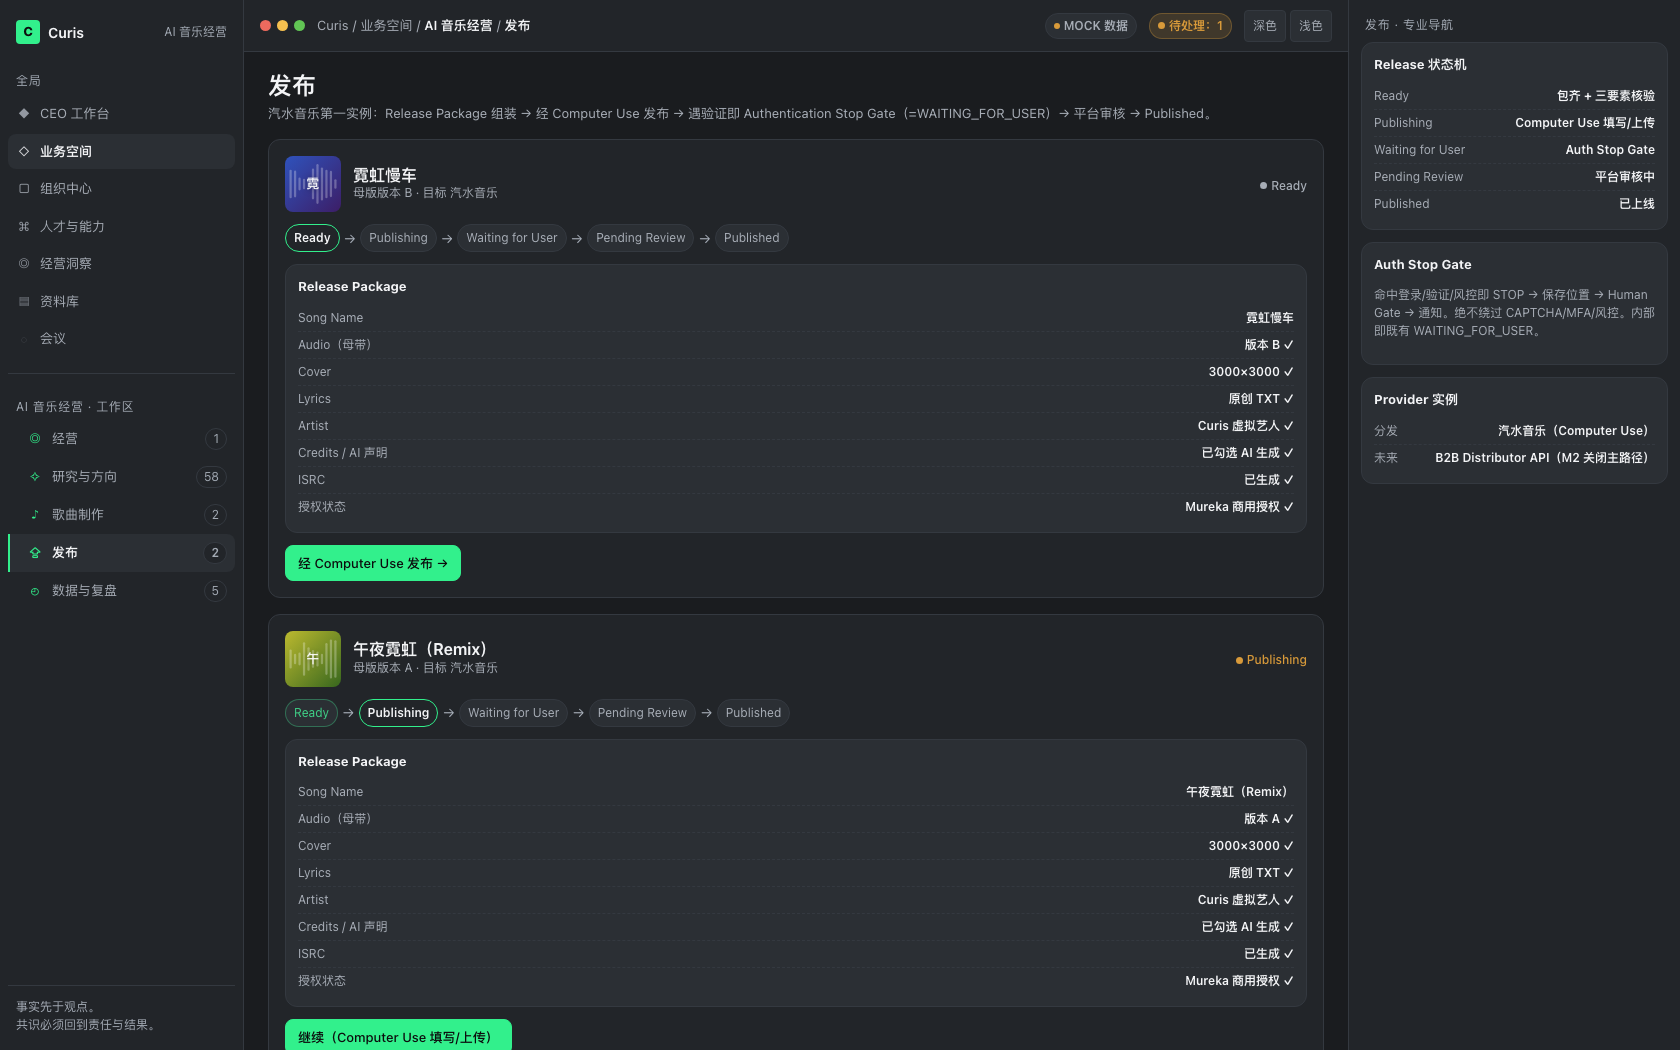 C Curis AI 音乐经营
全局
CEO 工作台
业务空间
组织中心
人才与能力
经营洞察
资料库
会议
AI 音乐经营 · 工作区
经营 1
研究与方向 58
歌曲制作 2
发布 2
数据与复盘 5
事实先于观点。
共识必须回到责任与结果。
Curis / 业务空间 / AI 音乐经营 / 发布
MOCK 数据
待处理：1
深色
浅色
发布
汽水音乐第一实例：Release Package 组装 → 经 Computer Use 发布 → 遇验证即 Authentication Stop Gate（=WAITING_FOR_USER）→ 平台审核 → Published。
霓
霓虹慢车
母版版本 B · 目标 汽水音乐
Ready
Ready → Publishing → Waiting for User → Pending Review → Published
Release Package
Song Name 霓虹慢车
Audio（母带） 版本 B ✓
Cover 3000×3000 ✓
Lyrics 原创 TXT ✓
Artist Curis 虚拟艺人 ✓
Credits / AI 声明 已勾选 AI 生成 ✓
ISRC 已生成 ✓
授权状态 Mureka 商用授权 ✓
经 Computer Use 发布 →
午
午夜霓虹（Remix）
母版版本 A · 目标 汽水音乐
Publishing
Ready → Publishing → Waiting for User → Pending Review → Published
Release Package
Song Name 午夜霓虹（Remix）
Audio（母带） 版本 A ✓
Cover 3000×3000 ✓
Lyrics 原创 TXT ✓
Artist Curis 虚拟艺人 ✓
Credits / AI 声明 已勾选 AI 生成 ✓
ISRC 已生成 ✓
授权状态 Mureka 商用授权 ✓
继续（Computer Use 填写/上传）
发布 · 专业导航
Release 状态机
Ready 包齐 + 三要素核验
Publishing Computer Use 填写/上传
Waiting for User Auth Stop Gate
Pending Review 平台审核中
Published 已上线
Auth Stop Gate
命中登录/验证/风控即 STOP → 保存位置 → Human
Gate → 通知。绝不绕过 CAPTCHA/MFA/风控。内部
即既有 WAITING_FOR_USER。
Provider 实例
分发 汽水音乐（Computer Use）
未来 B2B Distributor API（M2 关闭主路径）